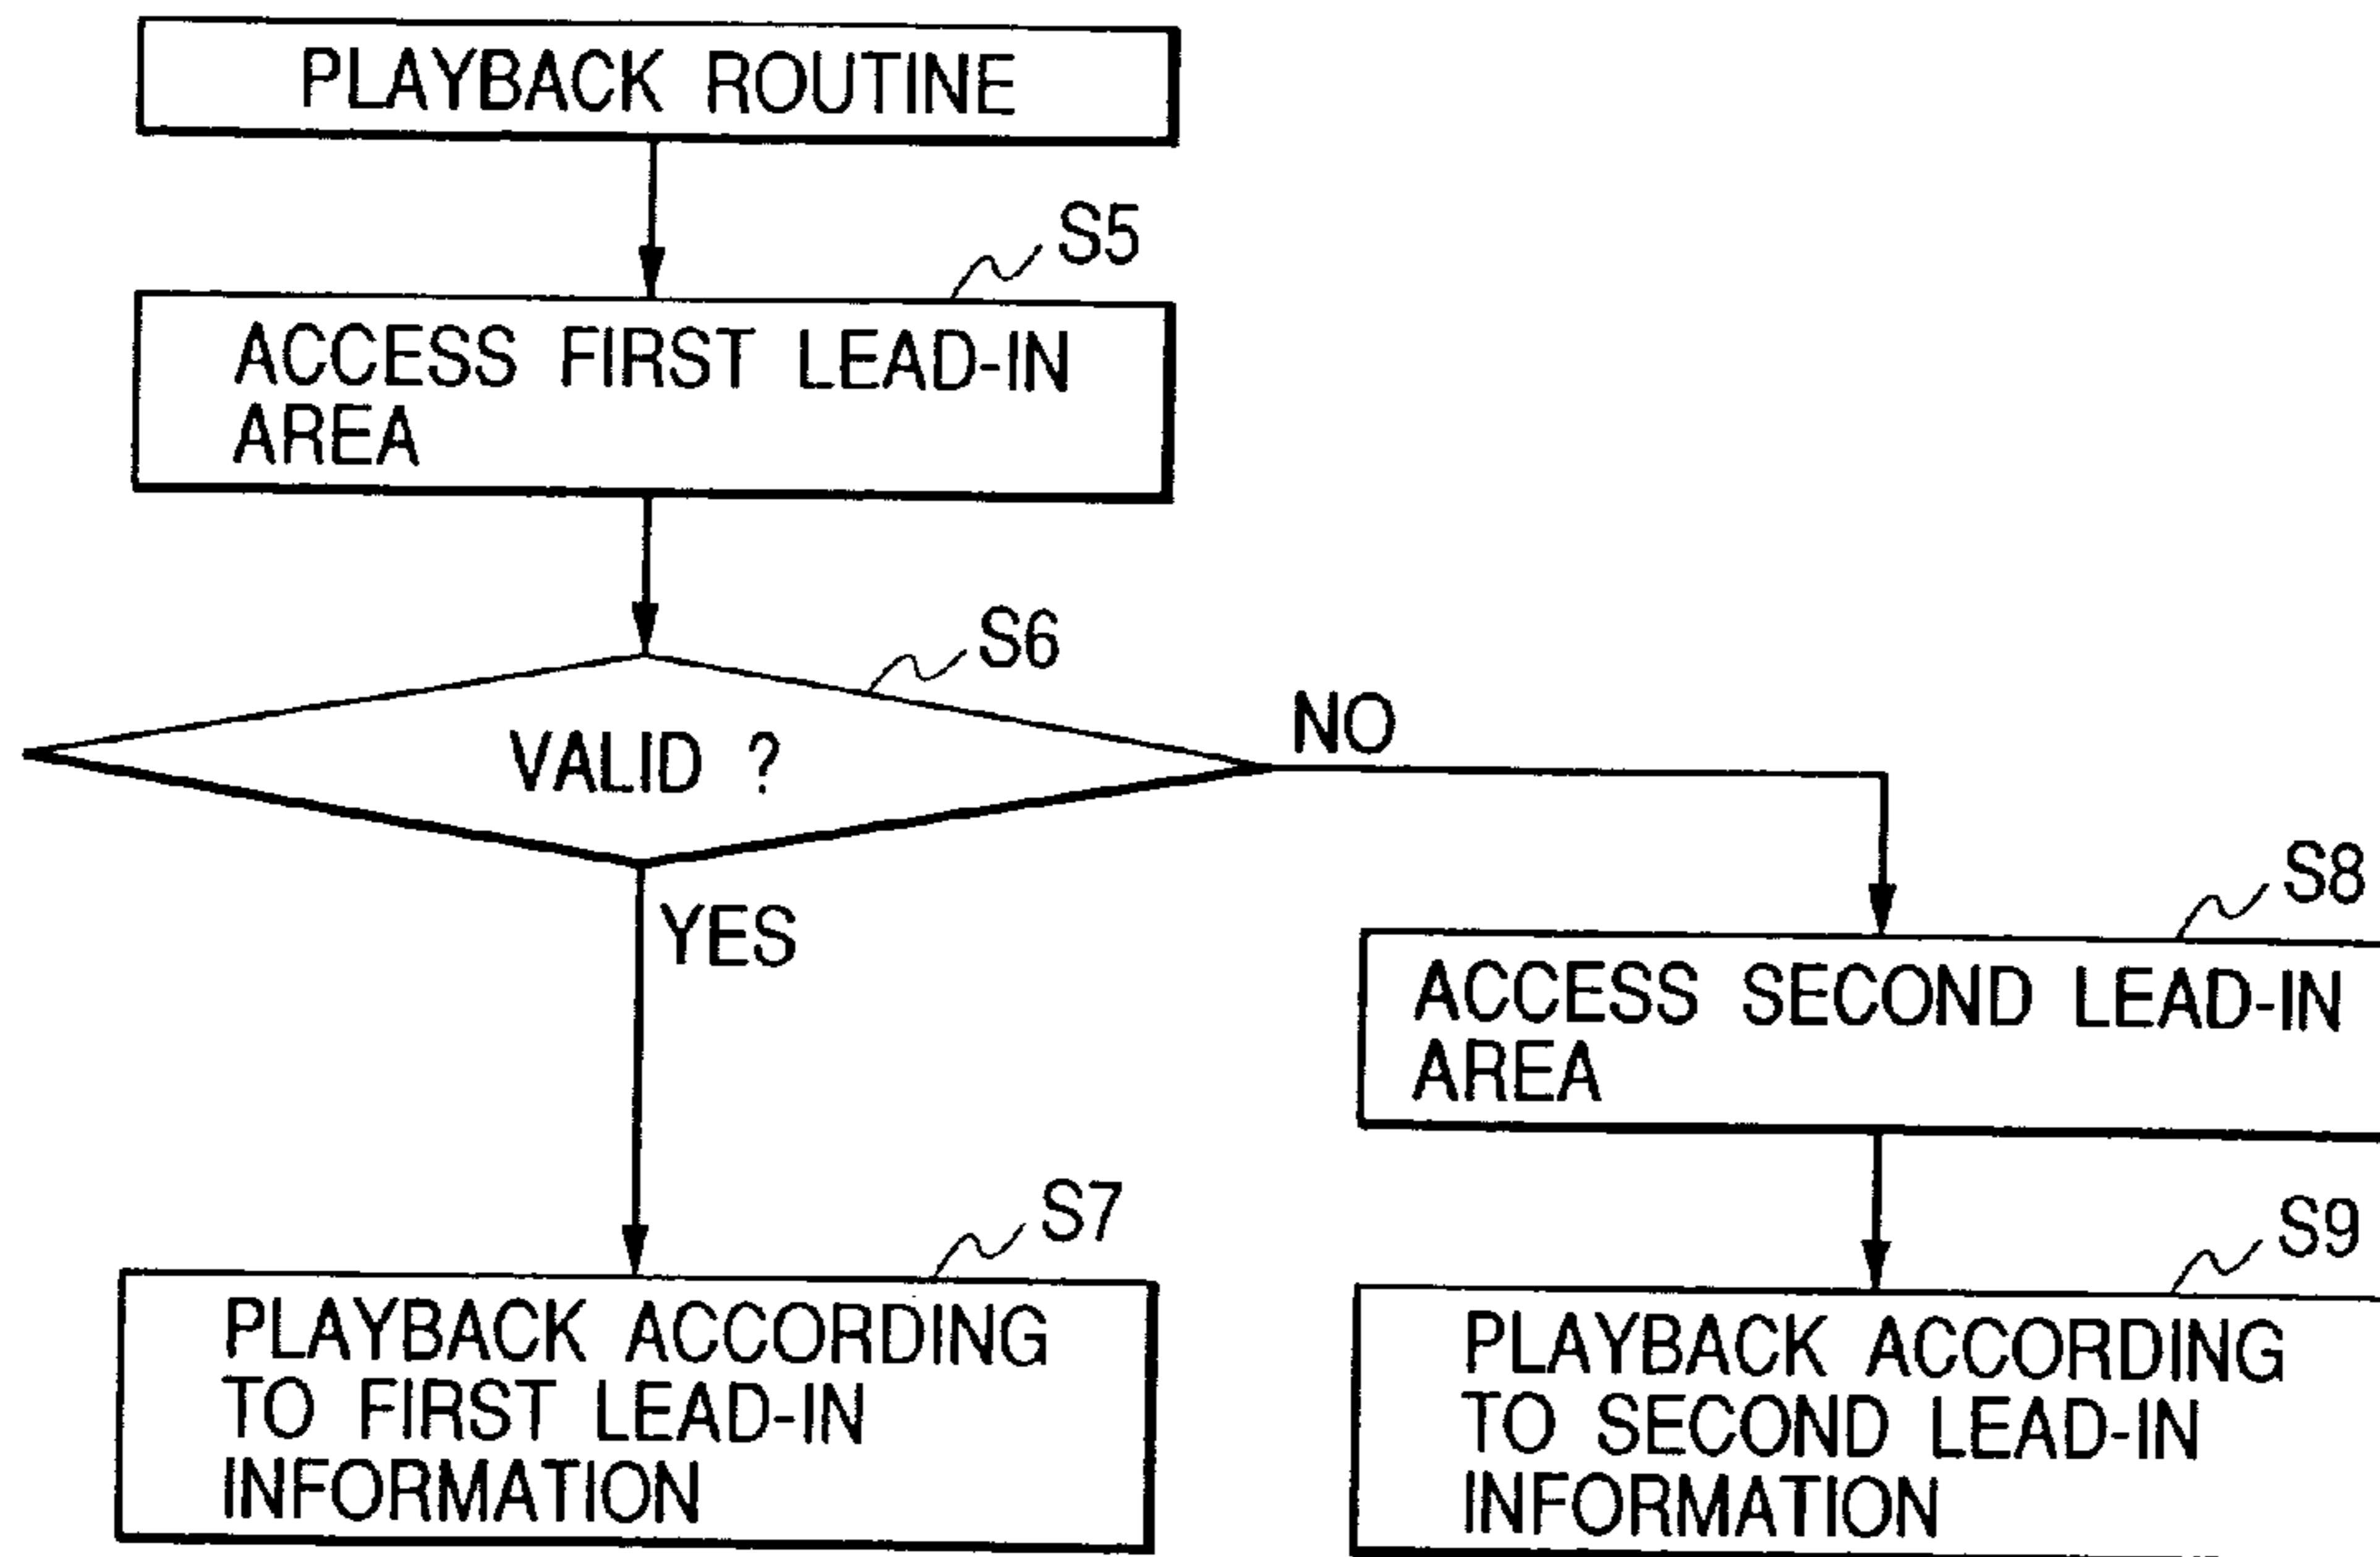 PLAYBACK ROUTINE
S5
ACCESS FIRST LEAD-IN
AREA
S6
VALID ?
NO
YES
S8
ACCESS SECOND LEAD-IN
AREA
S7
PLAYBACK ACCORDING
TO FIRST LEAD-IN
INFORMATION
S9
PLAYBACK ACCORDING
TO SECOND LEAD-IN
INFORMATION